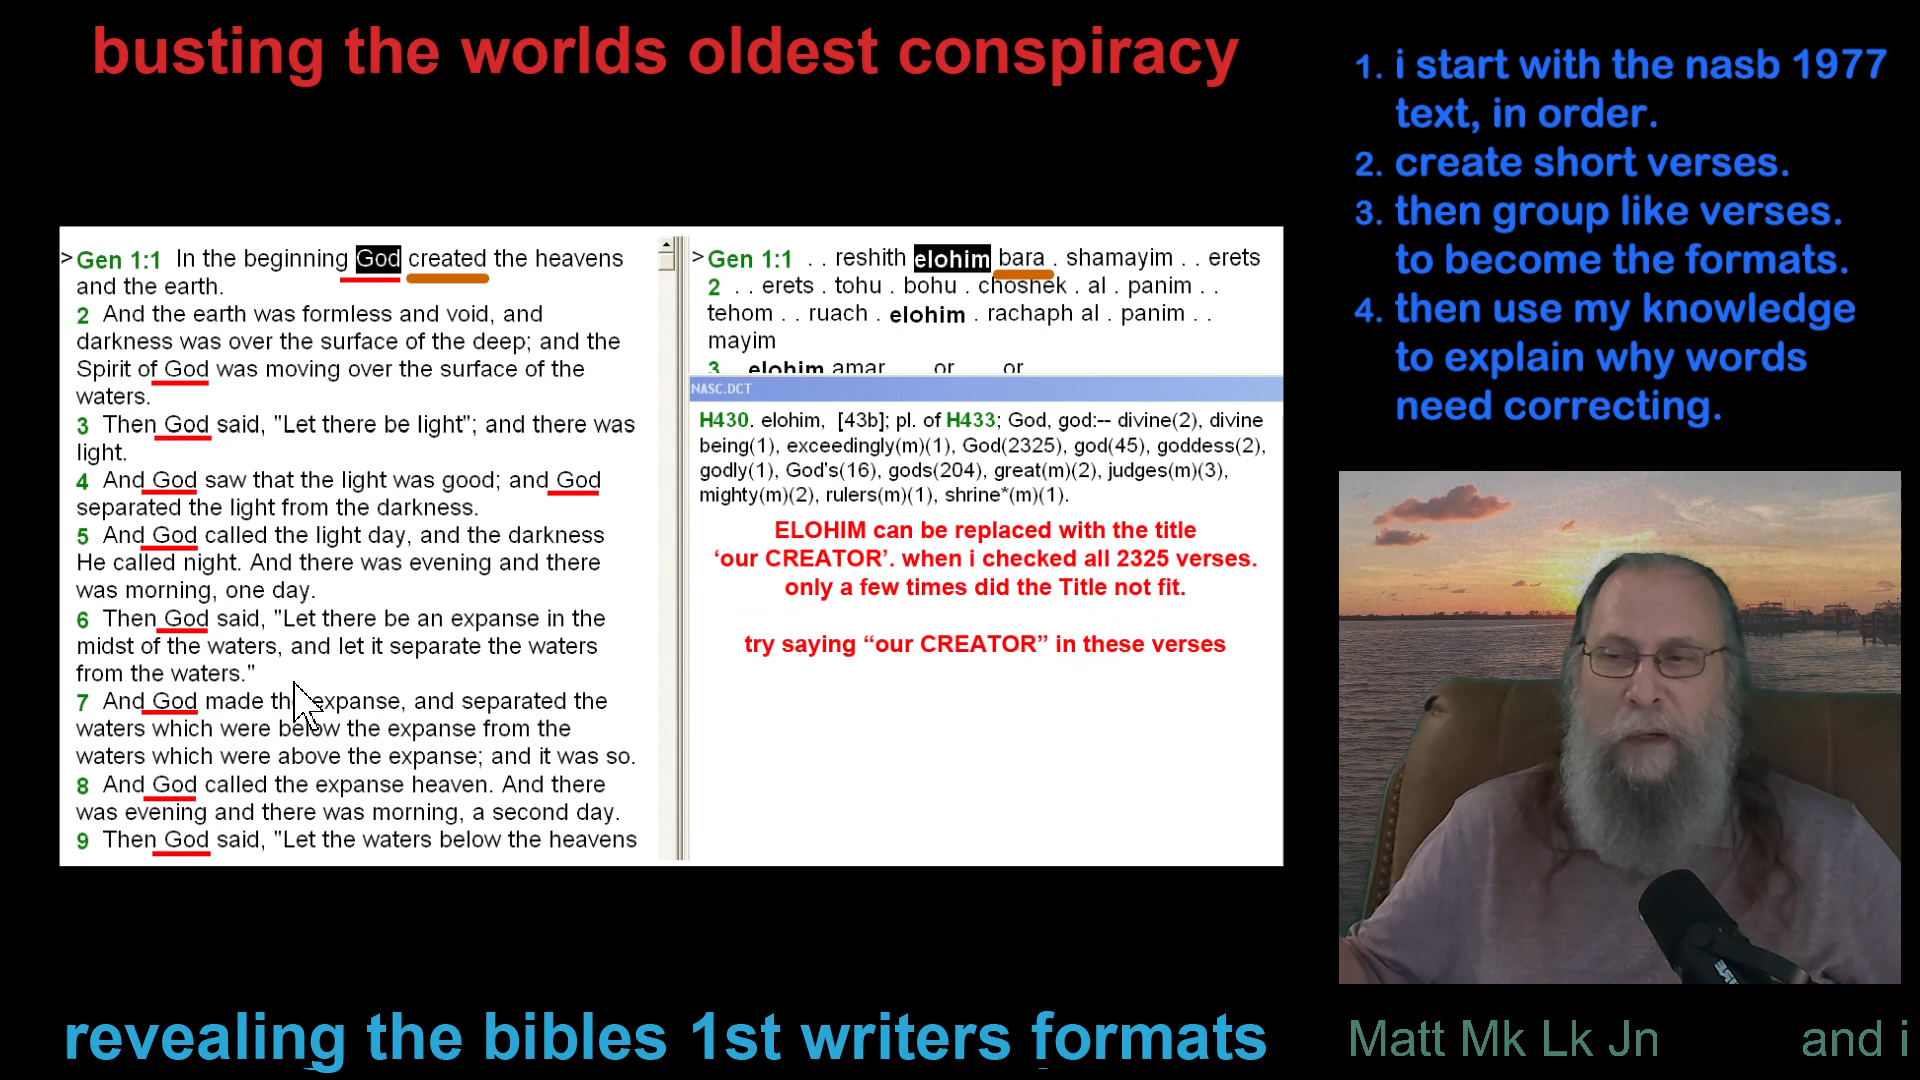 busting the worlds oldest conspiracy
1. i start with the nasb 1977
text, in order.
2. create short verses.
3. then group like verses.
to become the formats.
4. then use my knowledge
to explain why words
need correcting.
>Gen 1:1 In the beginning God created the heavens
and the earth.
2 And the earth was formless and void, and
darkness was over the surface of the deep; and the
Spirit of God was moving over the surface of the
waters.
3 Then God said, "Let there be light"; and there was
light.
4 And God saw that the light was good; and God
separated the light from the darkness.
5 And God called the light day, and the darkness
He called night. And there was evening and there
was morning, one day.
6 Then God said, "Let there be an expanse in the
midst of the waters, and let it separate the waters
from the waters."
7 And God made the expanse, and separated the
waters which were below the expanse from the
waters which were above the expanse; and it was so.
8 And God called the expanse heaven. And there
was evening and there was morning, a second day.
9 Then God said, "Let the waters below the heavens
>Gen 1:1 . . reshith elohim bara . shamayim . . erets
2 . . erets . tohu . bohu . choshek . al . panim . .
tehom . . ruach . elohim . rachaph al . panim . .
mayim
3 elohim amar or or
NASC.DCT
H430. elohim, [43b]; pl. of H433; God, god:-- divine(2), divine
being(1), exceedingly(m)(1), God(2325), god(45), goddess(2),
godly(1), God's(16), gods(204), great(m)(2), judges(m)(3),
mighty(m)(2), rulers(m)(1), shrine*(m)(1).
ELOHIM can be replaced with the title
‘our CREATOR’. when i checked all 2325 verses.
only a few times did the Title not fit.
try saying “our CREATOR” in these verses
revealing the bibles 1st writers formats
Matt Mk Lk Jn and i